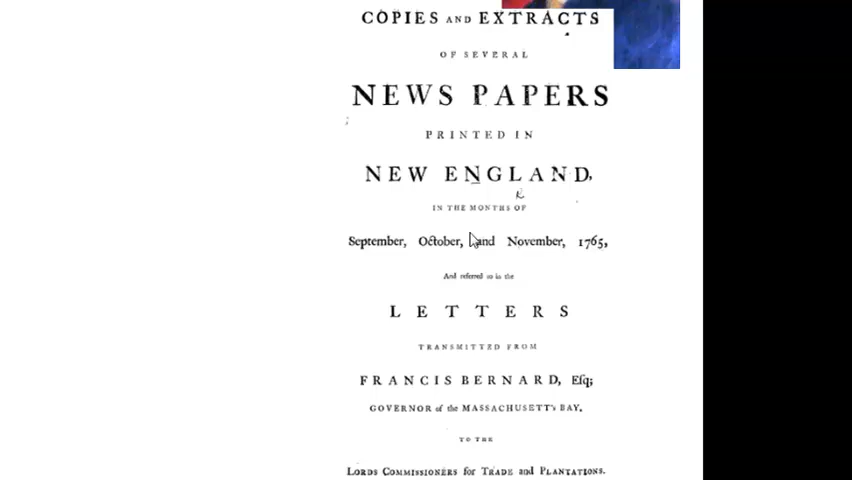 COPIES AND EXTRACTS
OF SEVERAL
NEWS PAPERS
PRINTED IN
NEW ENGLAND,
IN THE MONTHS OF
September, October, and November, 1765,
And referred to in the
LETTERS
TRANSMITTED FROM
FRANCIS BERNARD, Esq;
GOVERNOR of the MASSACHUSETT's BAY,
TO THE
LORDS COMMISSIONERS for TRADE and PLANTATIONS.